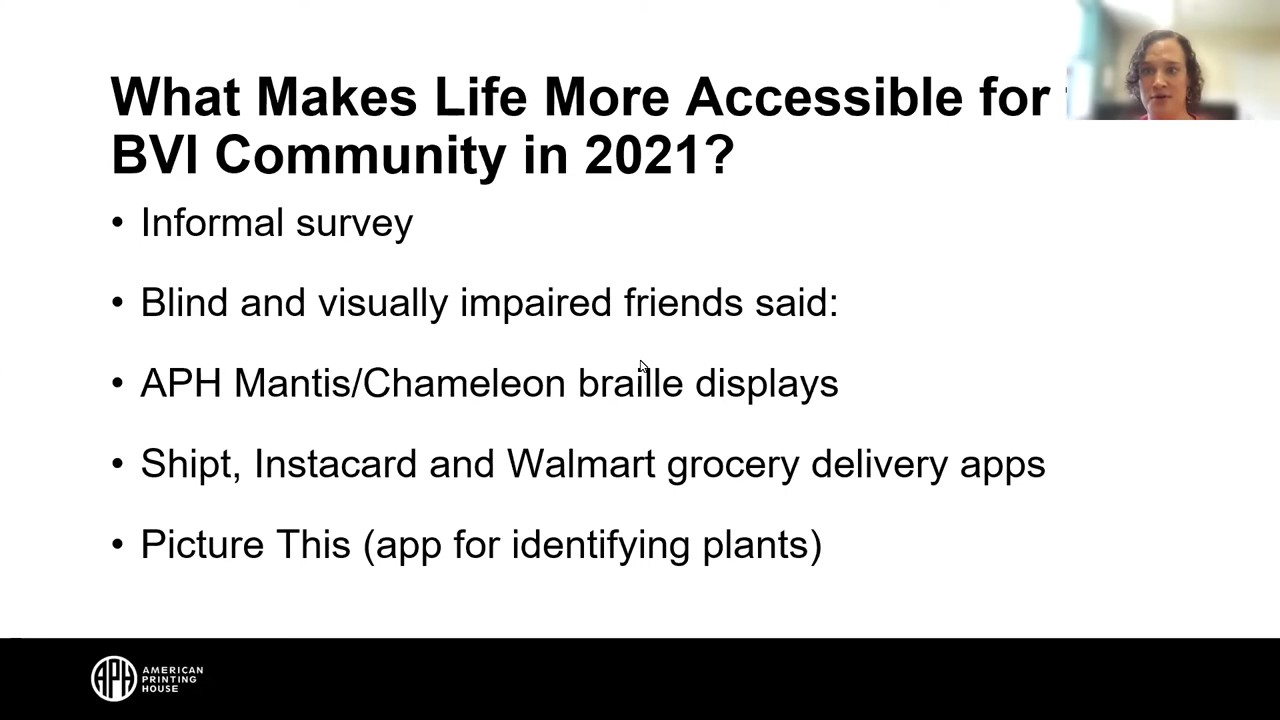 What Makes Life More Accessible for
BVI Community in 2021?
• Informal survey
• Blind and visually impaired friends said:
• APH Mantis/Chameleon braille displays
• Shipt, Instacard and Walmart grocery delivery apps
• Picture This (app for identifying plants)
APH
AMERICAN
PRINTING
HOUSE